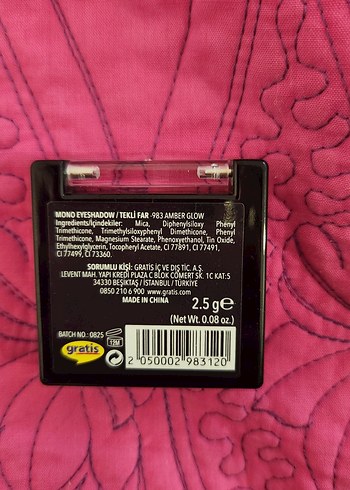 MONO EYESHADOW / TEKLİ FAR -983 AMBER GLOW
Ingredients/İçindekiler: Mica, Diphenylsiloxy Phenyl
Trimethicone, Trimethylsiloxyphenyl Dimethicone, Phenyl
Trimethicone, Magnesium Stearate, Phenoxyethanol, Tin Oxide,
Ethylhexylglycerin, Tocopheryl Acetate, CI 77891, CI 77491,
CI 77499, CI 73360.
SORUMLU KİŞİ: GRATİS İÇ VE DIŞ TİC. A.Ş.
LEVENT MAH. YAPI KREDİ PLAZA C BLOK CÖMERT SK. 1C KAT:5
34330 BEŞİKTAŞ / İSTANBUL / TÜRKİYE
0850 210 6 900 www.gratis.com
MADE IN CHINA
2.5 g℮
(Net Wt. 0.08 oz.)
BATCH NO.: 0825
12M
gratis
2 050002 983120